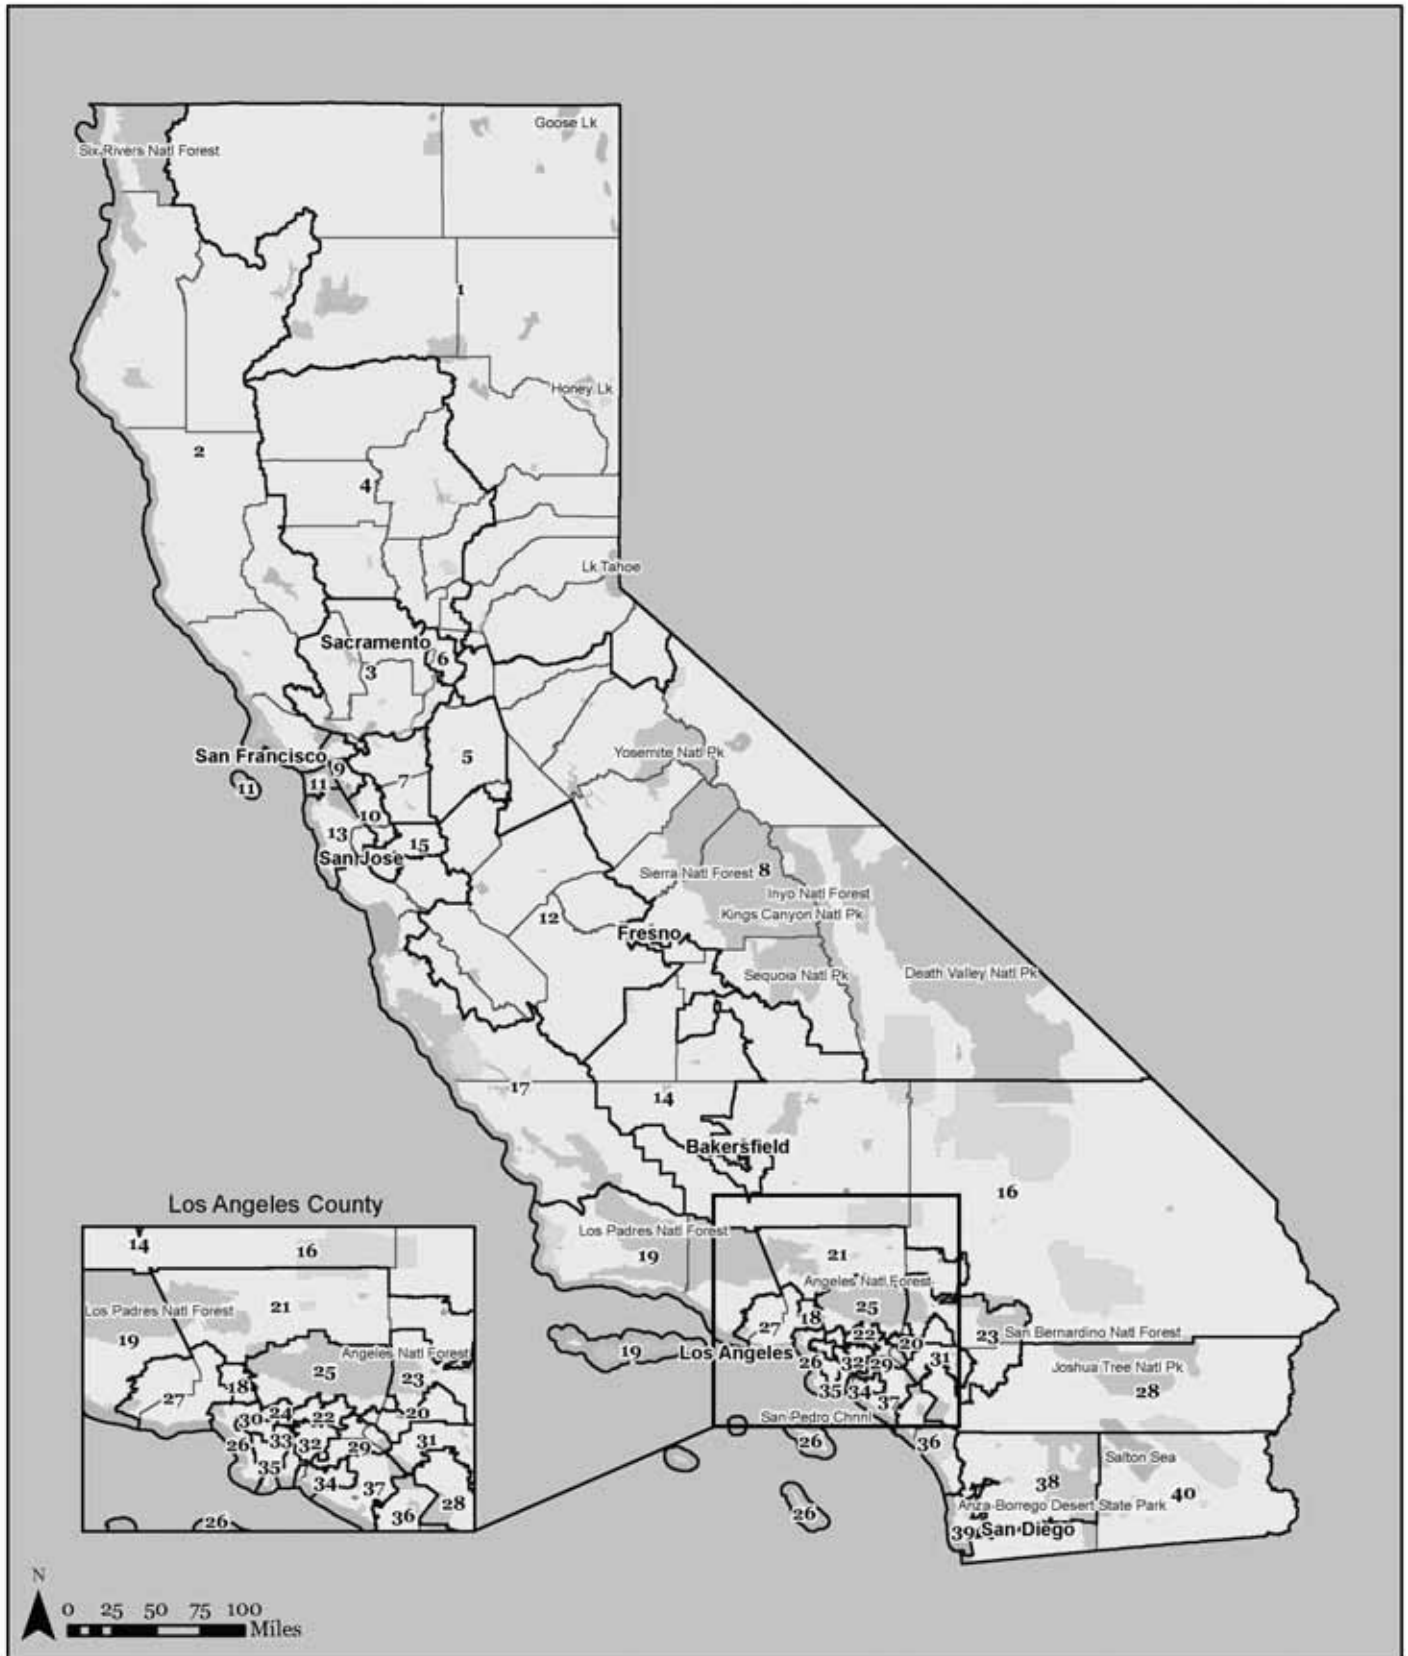 Goose Lk
Six Rivers Natl Forest
1
Honey Lk
2
4
Lk Tahoe
Sacramento
6
3
Yosemite Natl Pk
San Francisco
5
9
7
11
11
10
13
15
San Jose
Sierra Natl Forest
8
Inyo Natl Forest
Kings Canyon Natl Pk
12
Fresno
Sequoia Natl Pk
Death Valley Natl Pk
17
14
Bakersfield
16
Los Padres Natl Forest
19
21
Angeles Natl Forest
25
18
27
22
20
23
San Bernardino Natl Forest
19
Los Angeles
26
32
29
31
Joshua Tree Natl Pk
28
35
34
37
San Pedro Chnnl
26
36
Salton Sea
38
40
Anza-Borrego Desert State Park
26
39
San Diego
Los Angeles County
14
16
Los Padres Natl Forest
21
19
Angeles Natl Forest
25
23
18
27
24
22
20
30
26
33
32
29
31
35
34
37
28
36
26
N
0 25 50 75 100
Miles